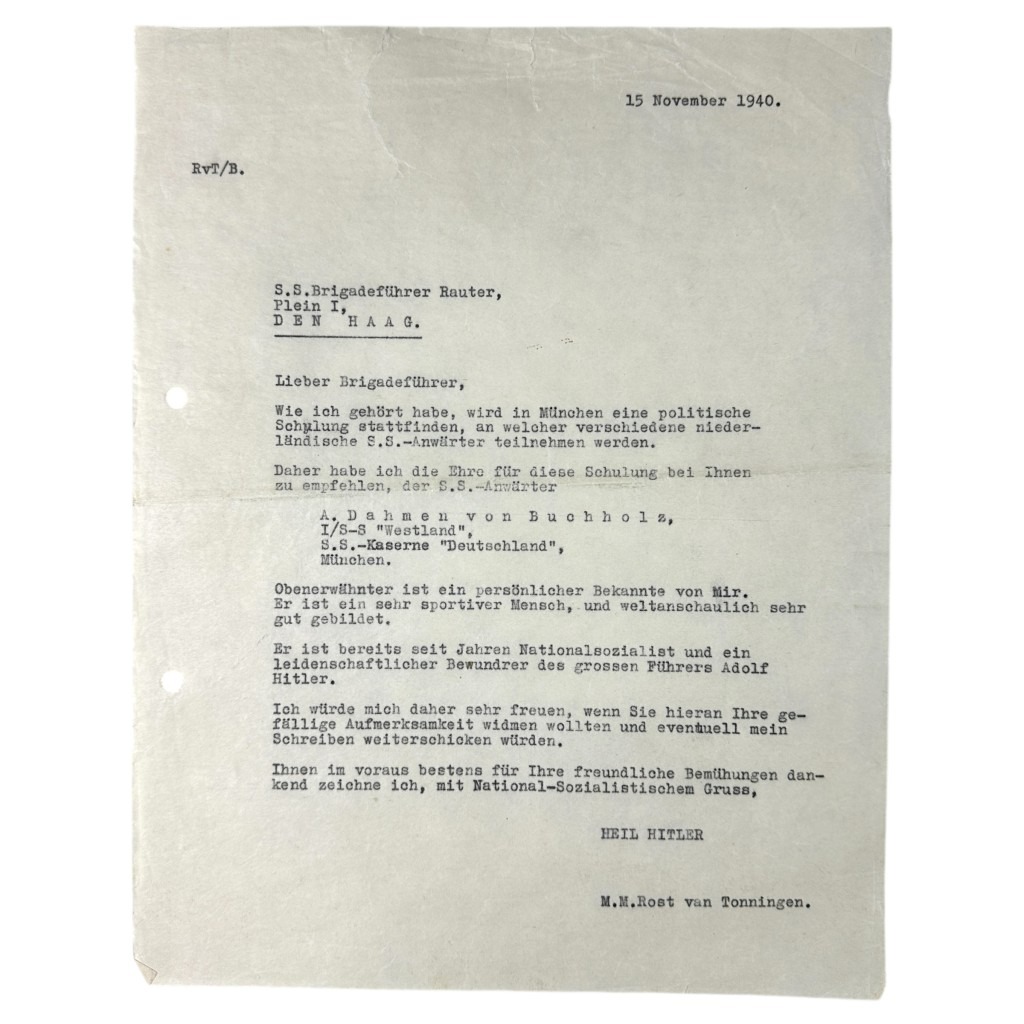 15 November 1940.
RvT/B.
S.S.Brigadeführer Rauter,
Plein I,
D E N   H A A G.
Lieber Brigadeführer,
Wie ich gehört habe, wird in München eine politische
Schulung stattfinden, an welcher verschiedene nieder-
ländische S.S.-Anwärter teilnehmen werden.
Daher habe ich die Ehre für diese Schulung bei Ihnen
zu empfehlen, der S.S.-Anwärter
A. D a h m e n  v o n  B u c h h o l z,
I/S-S "Westland",
S.S.-Kaserne "Deutschland",
München.
Obenerwähnter ist ein persönlicher Bekannte von Mir.
Er ist ein sehr sportiver Mensch, und weltanschaulich sehr
gut gebildet.
Er ist bereits seit Jahren Nationalsozialist und ein
leidenschaftlicher Bewundrer des grossen Führers Adolf
Hitler.
Ich würde mich daher sehr freuen, wenn Sie hieran Ihre ge-
fällige Aufmerksamkeit widmen wollten und eventuell mein
Schreiben weiterschicken würden.
Ihnen im voraus bestens für Ihre freundliche Bemühungen dan-
kend zeichne ich, mit National-Sozialistischem Gruss,
HEIL HITLER
M.M.Rost van Tonningen.